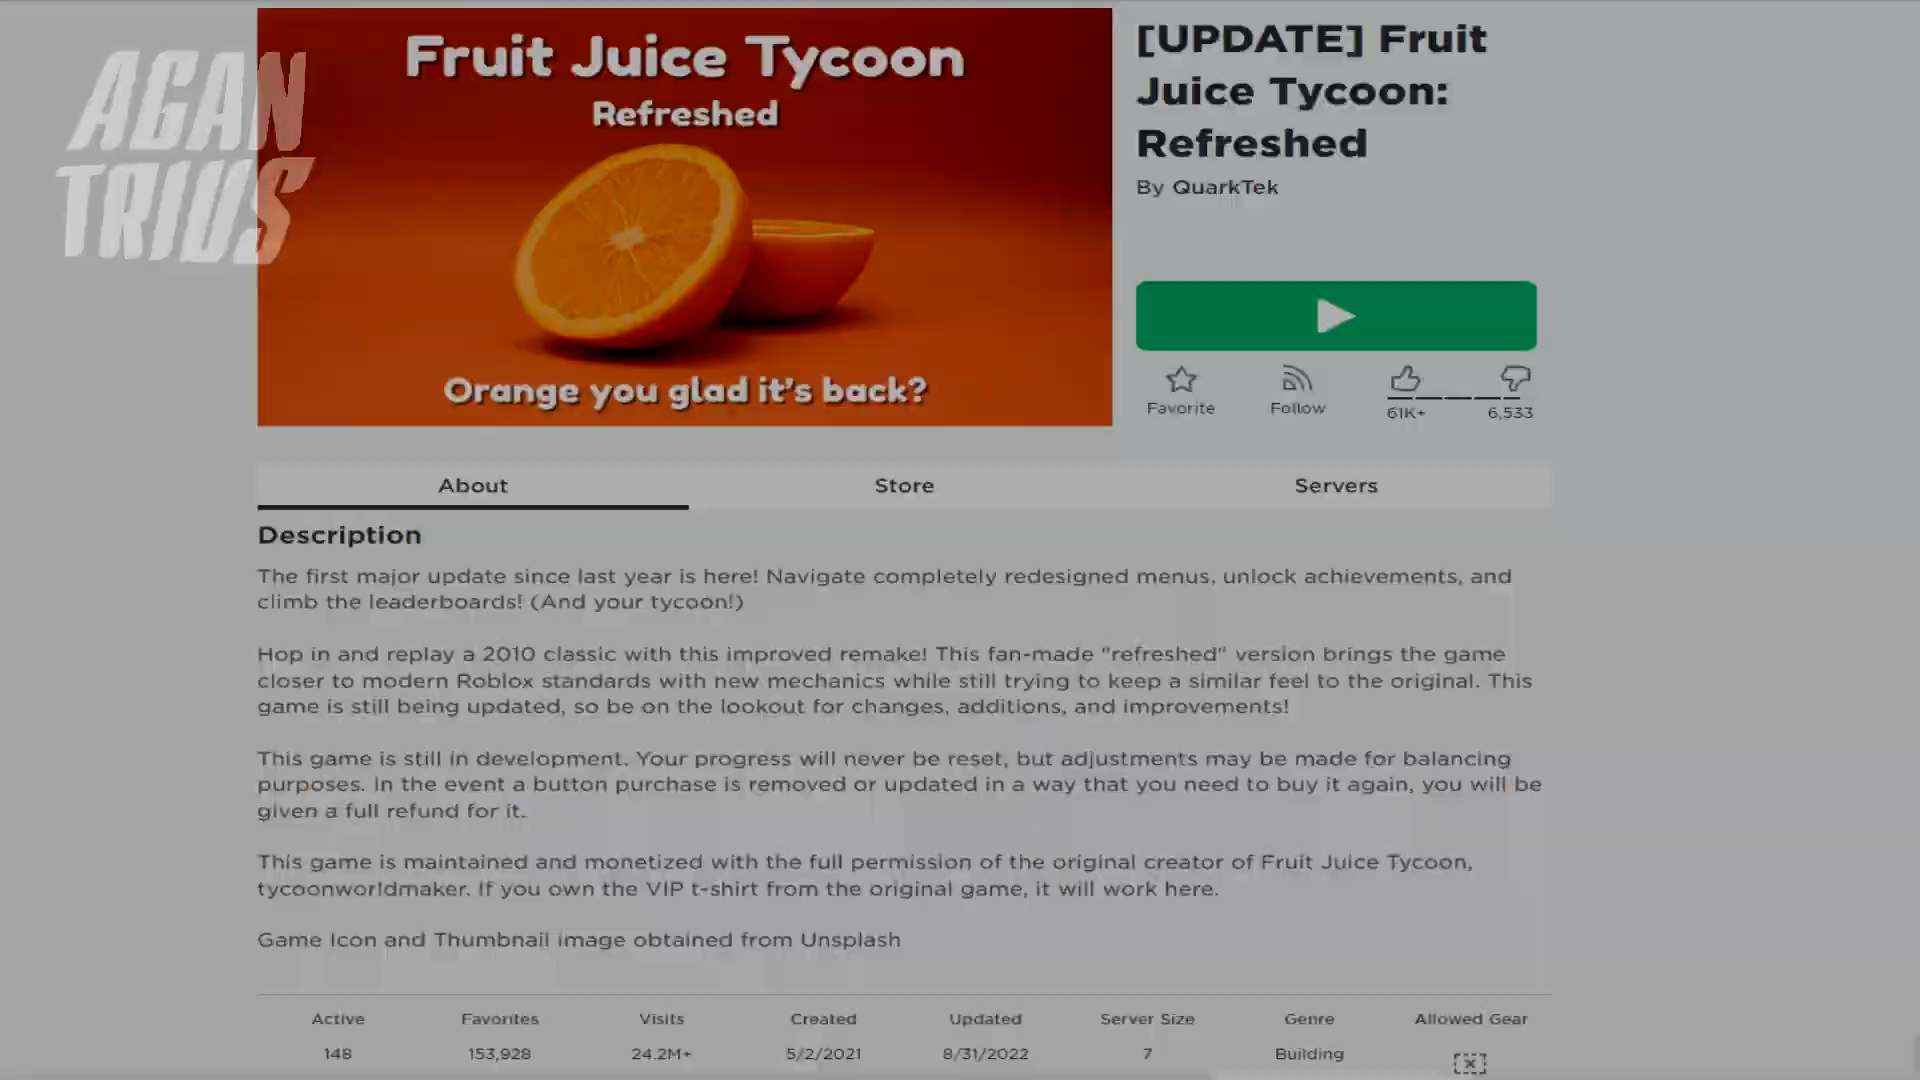 AGAN
TRIUS
Fruit Juice Tycoon
Refreshed
Orange you glad it's back?
[UPDATE] Fruit
Juice Tycoon:
Refreshed
By QuarkTek
Favorite
Follow
61K+
6,533
About
Store
Servers
Description
The first major update since last year is here! Navigate completely redesigned menus, unlock achievements, and
climb the leaderboards! (And your tycoon!)
Hop in and replay a 2010 classic with this improved remake! This fan-made "refreshed" version brings the game
closer to modern Roblox standards with new mechanics while still trying to keep a similar feel to the original. This
game is still being updated, so be on the lookout for changes, additions, and improvements!
This game is still in development. Your progress will never be reset, but adjustments may be made for balancing
purposes. In the event a button purchase is removed or updated in a way that you need to buy it again, you will be
given a full refund for it.
This game is maintained and monetized with the full permission of the original creator of Fruit Juice Tycoon,
tycoonworldmaker. If you own the VIP t-shirt from the original game, it will work here.
Game Icon and Thumbnail image obtained from Unsplash
Active Favorites Visits Created Updated Server Size Genre Allowed Gear
148 153,928 24.2M+ 5/2/2021 8/31/2022 7 Building